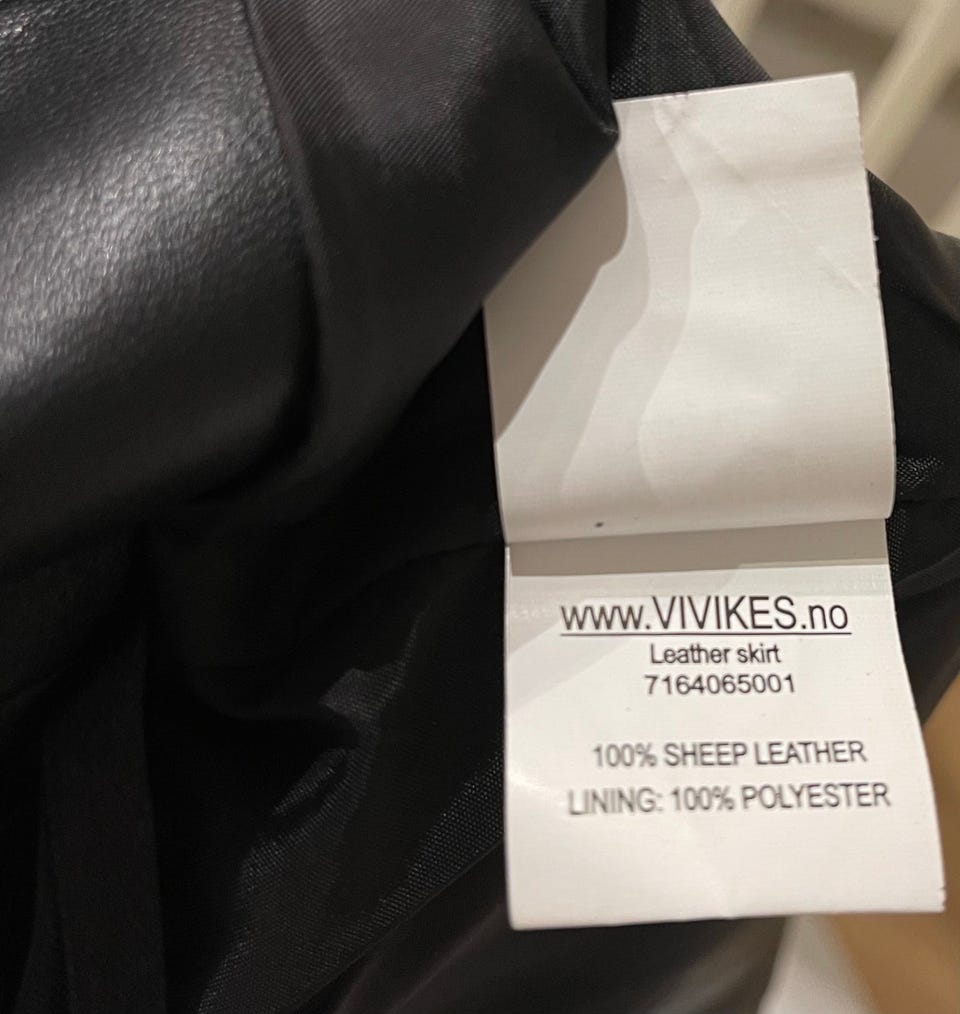 www.VIVIKES.no
Leather skirt
7164065001
100% SHEEP LEATHER
LINING: 100% POLYESTER